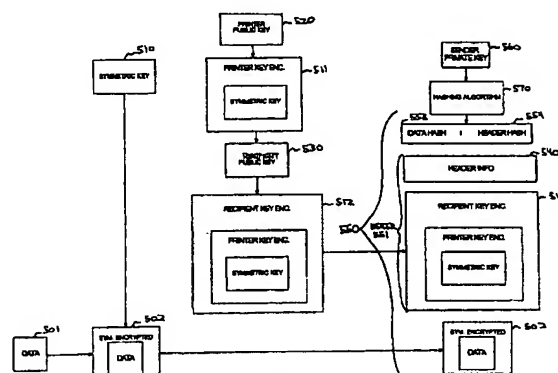 520
PRINTER
PUBLIC KEY
510
SYMMETRIC KEY
PRINTER KEY ENC.
511
SYMMETRIC KEY
530
PUBLIC KEY
512
RECIPIENT KEY ENC.
PRINTER KEY ENC.
SYMMETRIC KEY
560
SENDER
PRIVATE KEY
570
HASHING ALGORITHM
552
554
DATA HASH
HEADER HASH
540
HEADER INFO
RECIPIENT KEY ENC.
PRINTER KEY ENC.
SYMMETRIC KEY
550
551
501
DATA
502
SYM. ENCRYPTED
DATA
502
SYM. ENCRYPTED
DATA